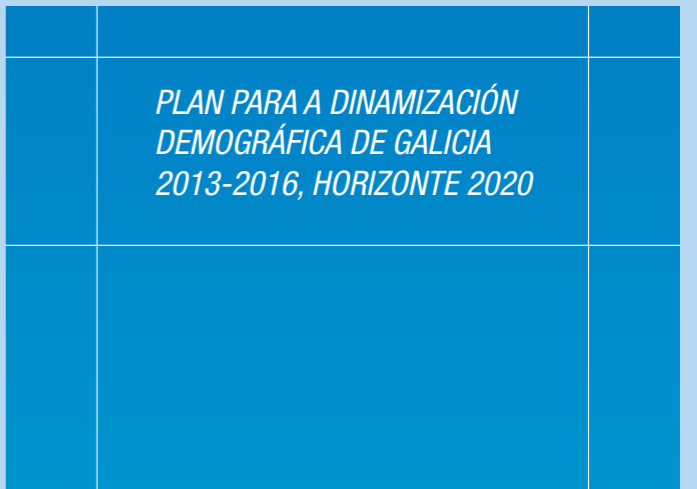 PLAN PARA A DINAMIZACIÓN
DEMOGRÁFICA DE GALICIA
2013-2016, HORIZONTE 2020